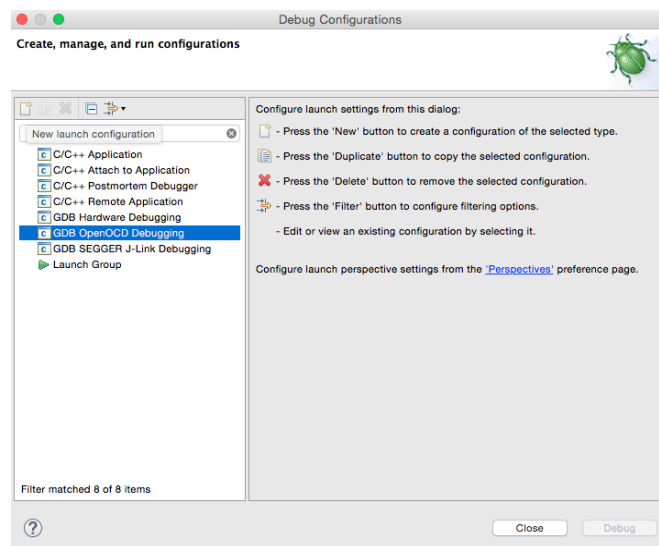 Debug Configurations
Create, manage, and run configurations
New launch configuration
C/C++ Application
C/C++ Attach to Application
C/C++ Postmortem Debugger
C/C++ Remote Application
GDB Hardware Debugging
GDB OpenOCD Debugging
GDB SEGGER J-Link Debugging
Launch Group
Filter matched 8 of 8 items
Configure launch settings from this dialog:
- Press the 'New' button to create a configuration of the selected type.
- Press the 'Duplicate' button to copy the selected configuration.
- Press the 'Delete' button to remove the selected configuration.
- Press the 'Filter' button to configure filtering options.
- Edit or view an existing configuration by selecting it.
Configure launch perspective settings from the 'Perspectives' preference page.
Close
Debug